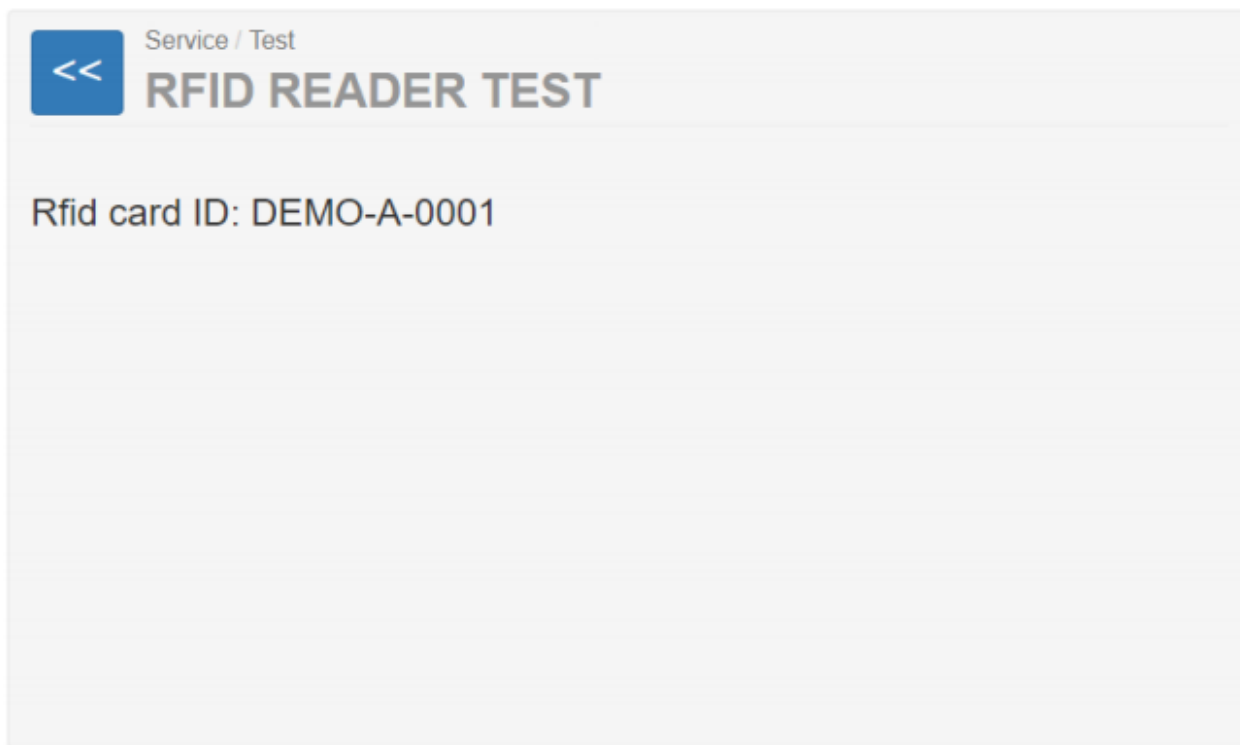 <<
Service / Test
RFID READER TEST
Rfid card ID: DEMO-A-0001